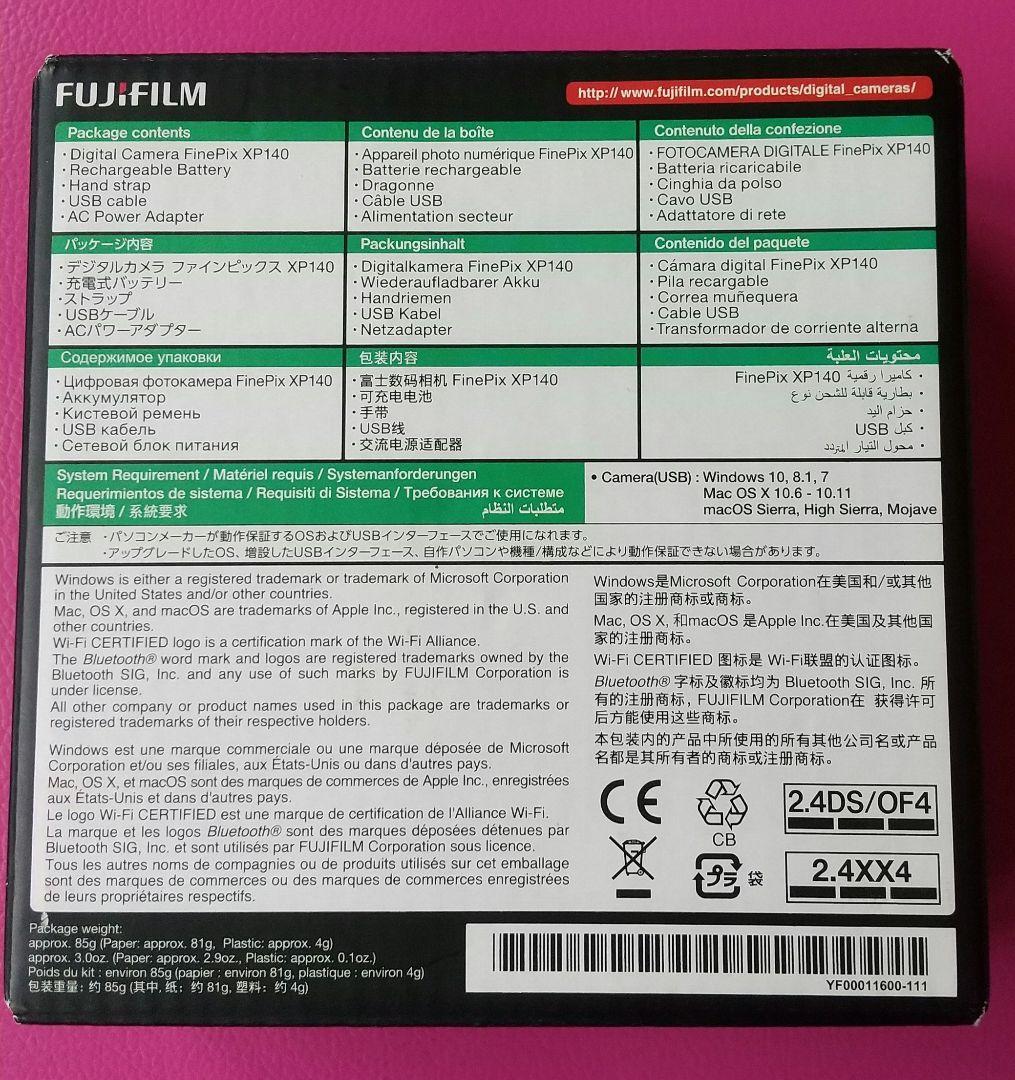 FUJIFILM
http://www.fujifilm.com/products/digital_cameras/
Package contents
・Digital Camera FinePix XP140
・Rechargeable Battery
・Hand strap
・USB cable
・AC Power Adapter
Contenu de la boîte
・Appareil photo numérique FinePix XP140
・Batterie rechargeable
・Dragonne
・Câble USB
・Alimentation secteur
Contenuto della confezione
・FOTOCAMERA DIGITALE FinePix XP140
・Batteria ricaricabile
・Cinghia da polso
・Cavo USB
・Adattatore di rete
パッケージ内容
・デジタルカメラ ファインピックス XP140
・充電式バッテリー
・ストラップ
・USBケーブル
・ACパワーアダプター
Packungsinhalt
・Digitalkamera FinePix XP140
・Wiederaufladbarer Akku
・Handriemen
・USB Kabel
・Netzadapter
Contenido del paquete
・Cámara digital FinePix XP140
・Pila recargable
・Correa muñequera
・Cable USB
・Transformador de corriente alterna
Содержимое упаковки
・Цифровая фотокамера FinePix XP140
・Аккумулятор
・Кистевой ремень
・USB кабель
・Сетевой блок питания
包装内容
・富士数码相机 FinePix XP140
・可充电电池
・手带
・USB线
・交流电源适配器
محتويات العلبة
・كاميرا رقمية FinePix XP140
・بطارية قابلة للشحن نوع
・حزام اليد
・كبل USB
・محول التيار المتردد
System Requirement / Matériel requis / Systemanforderungen
Requerimientos de sistema / Requisiti di Sistema / Требования к системе
動作環境 / 系統要求 متطلبات النظام
• Camera(USB) : Windows 10, 8.1, 7
Mac OS X 10.6 - 10.11
macOS Sierra, High Sierra, Mojave
ご注意 ・パソコンメーカーが動作保証するOSおよびUSBインターフェースでご使用になれます。
・アップグレードしたOS、増設したUSBインターフェース、自作パソコンや機種/構成などにより動作保証できない場合があります。
Windows is either a registered trademark or trademark of Microsoft Corporation
in the United States and/or other countries.
Mac, OS X, and macOS are trademarks of Apple Inc., registered in the U.S. and
other countries.
Wi-Fi CERTIFIED logo is a certification mark of the Wi-Fi Alliance.
The Bluetooth® word mark and logos are registered trademarks owned by the
Bluetooth SIG, Inc. and any use of such marks by FUJIFILM Corporation is
under license.
All other company or product names used in this package are trademarks or
registered trademarks of their respective holders.
Windows est une marque commerciale ou une marque déposée de Microsoft
Corporation et/ou ses filiales, aux États-Unis ou dans d'autres pays.
Mac, OS X, et macOS sont des marques de commerces de Apple Inc., enregistrées
aux États-Unis et dans d'autres pays.
Le logo Wi-Fi CERTIFIED est une marque de certification de l'Alliance Wi-Fi.
La marque et les logos Bluetooth® sont des marques déposées détenues par
Bluetooth SIG, Inc. et sont utilisés par FUJIFILM Corporation sous licence.
Tous les autres noms de compagnies ou de produits utilisés sur cet emballage
sont des marques de commerces ou des marques de commerces enregistrées
de leurs propriétaires respectifs.
Windows是Microsoft Corporation在美国和/或其他
国家的注册商标或商标。
Mac, OS X, 和macOS 是Apple Inc.在美国及其他国
家的注册商标。
Wi-Fi CERTIFIED 图标是 Wi-Fi联盟的认证图标。
Bluetooth® 字标及徽标均为 Bluetooth SIG, Inc. 所
有的注册商标，FUJIFILM Corporation在 获得许可
后方能使用这些商标。
本包装内的产品中所使用的所有其他公司名或产品
名都是其所有者的商标或注册商标。
CE
CB
プラ 袋
2.4DS/OF4
2.4XX4
Package weight:
approx. 85g (Paper: approx. 81g, Plastic: approx. 4g)
approx. 3.0oz. (Paper: approx. 2.9oz., Plastic: approx. 0.1oz.)
Poids du kit : environ 85g (papier : environ 81g, plastique : environ 4g)
包装重量：约 85g (其中, 纸：约 81g, 塑料：约 4g)
YF00011600-111